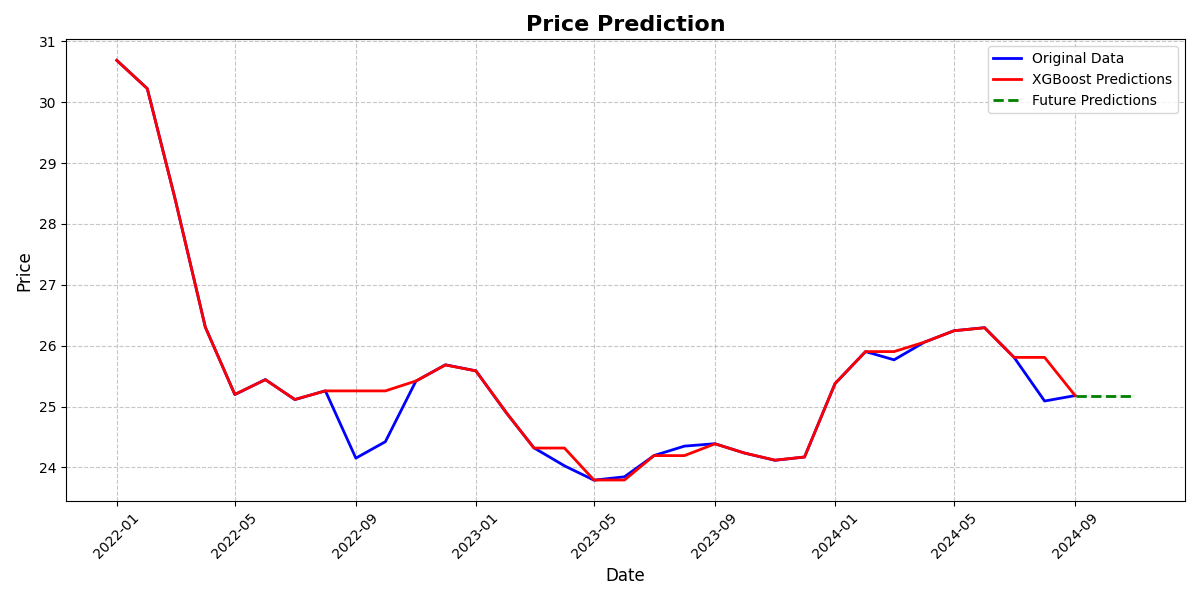 Price Prediction
31
30
29
28
27
26
25
24
Price
Original Data
XGBoost Predictions
Future Predictions
2022-01
2022-05
2022-09
2023-01
2023-05
2023-09
2024-01
2024-05
2024-09
Date